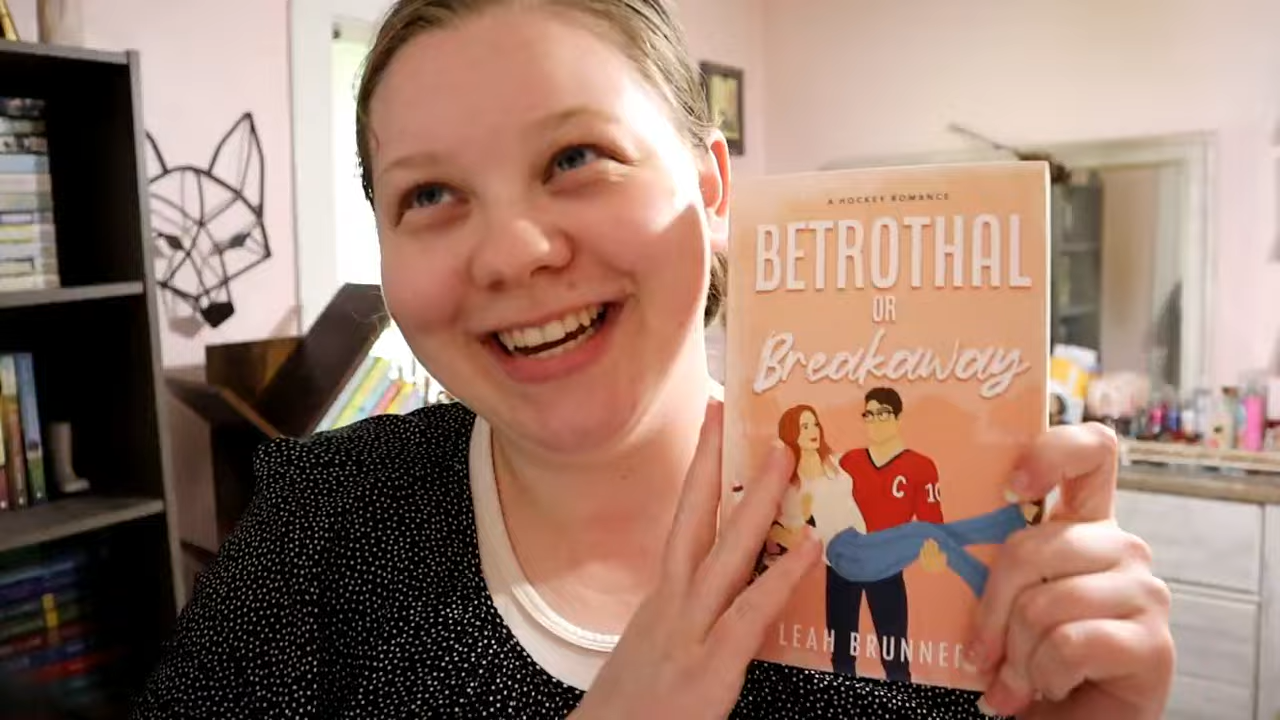 A HOCKEY ROMANCE
BETROTHAL
OR
Breakaway
C
10
LEAH BRUNNER